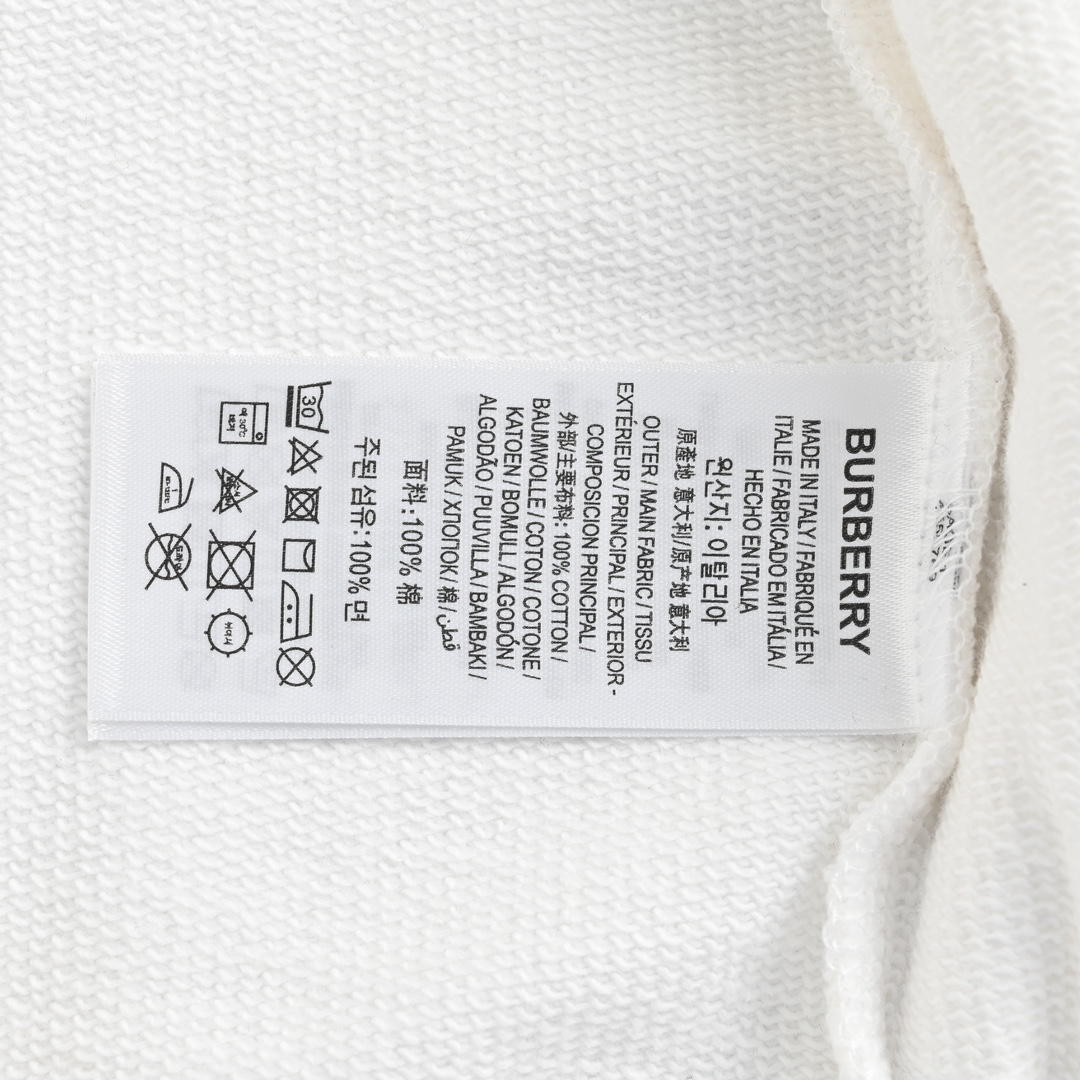 BURBERRY
MADE IN ITALY / FABRIQUÉ EN
ITALIE / FABRICADO EM ITÁLIA /
HECHO EN ITALIA
원산지: 이탈리아
原產地 意大利/原产地 意大利
OUTER / MAIN FABRIC / TISSU
EXTÉRIEUR / PRINCIPAL / EXTERIOR-
COMPOSICION PRINCIPAL /
外部/主要布料: 100% COTTON /
BAUMWOLLE / COTON / COTONE /
KATOEN / BOMULL / ALGODÓN /
ALGODÃO / PUUVILLA / BAMBAKI /
PAMUK / ХЛОПОК / 棉 / قطن
面料: 100% 棉
주된 섬유: 100% 면
30
약 30℃